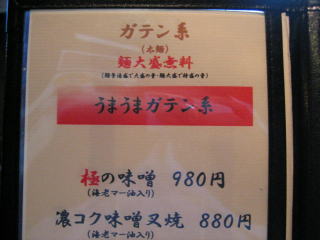 ガテン系
(太麺)
麺大盛無料
うまうまガテン系
極の味噌 980円
(海老マー油入り)
濃コク味噌叉焼 880円
(海老マー油入り)